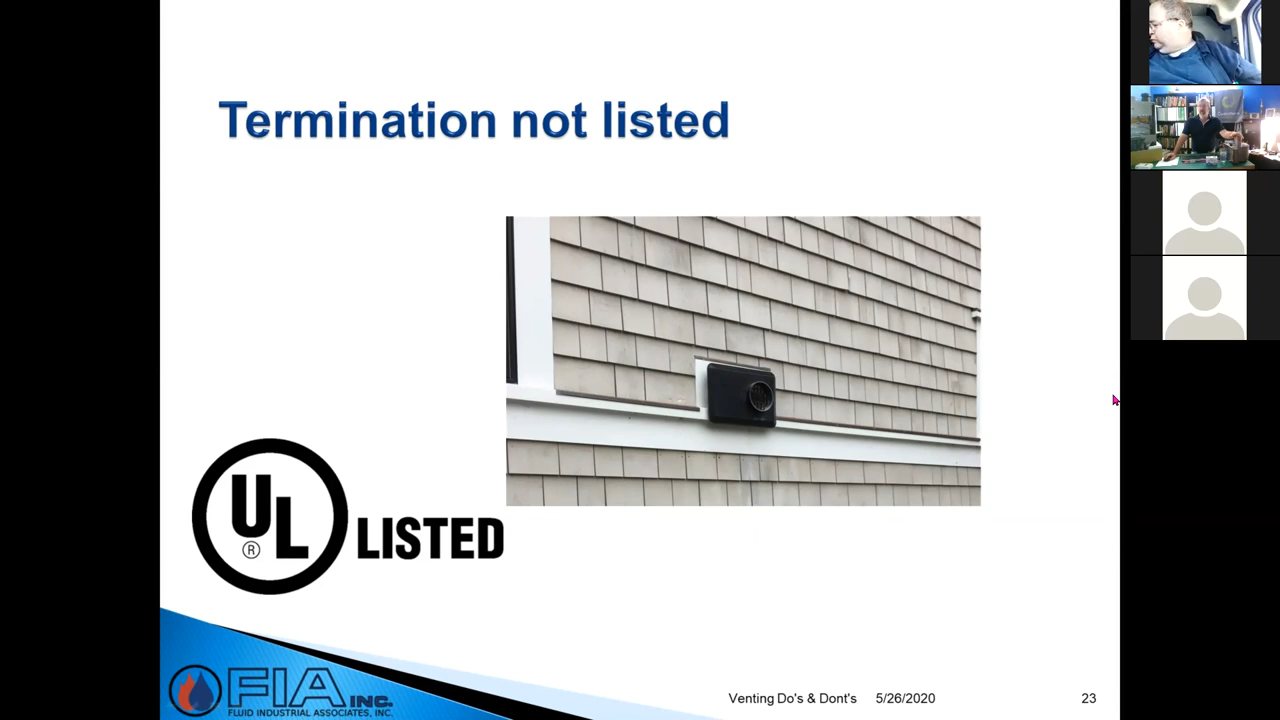 Termination not listed
UL
®
LISTED
FIA INC.
FLUID INDUSTRIAL ASSOCIATES, INC.
Venting Do's & Dont's 5/26/2020 23